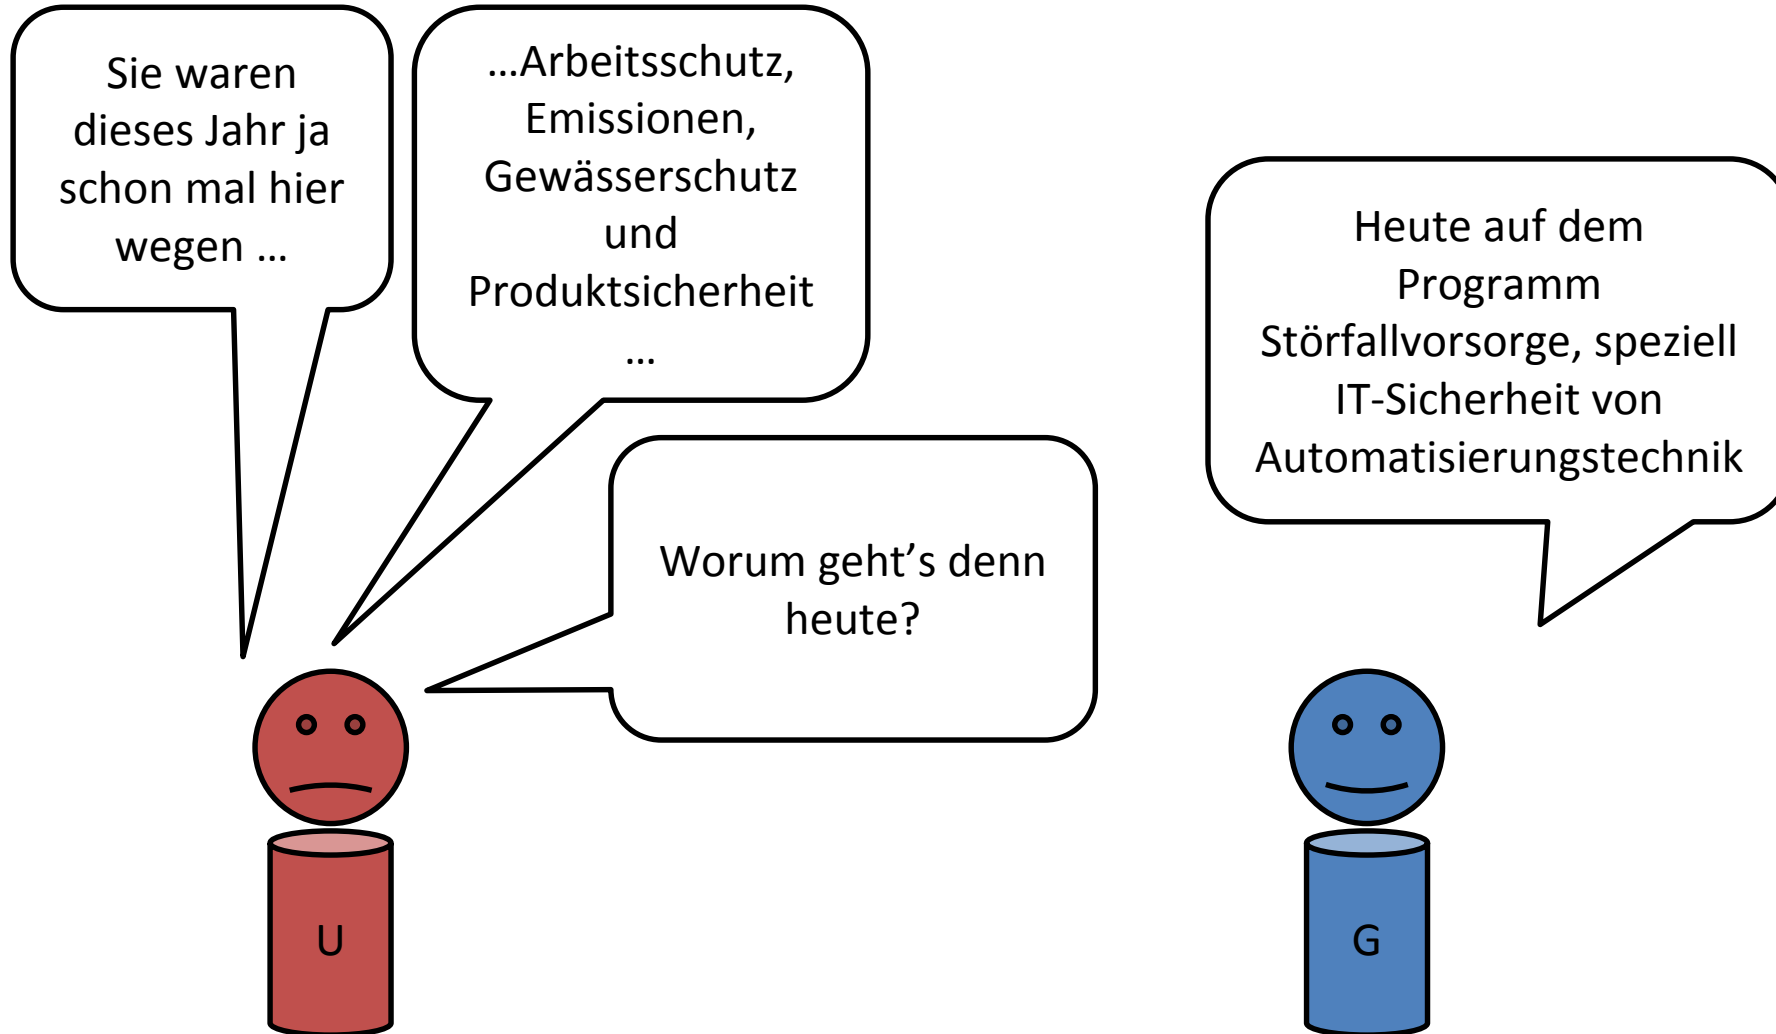 Sie waren
dieses Jahr ja
schon mal hier
wegen …
…Arbeitsschutz,
Emissionen,
Gewässerschutz
und
Produktsicherheit
…
Worum geht’s denn
heute?
Heute auf dem
Programm
Störfallvorsorge, speziell
IT-Sicherheit von
Automatisierungstechnik
U
G